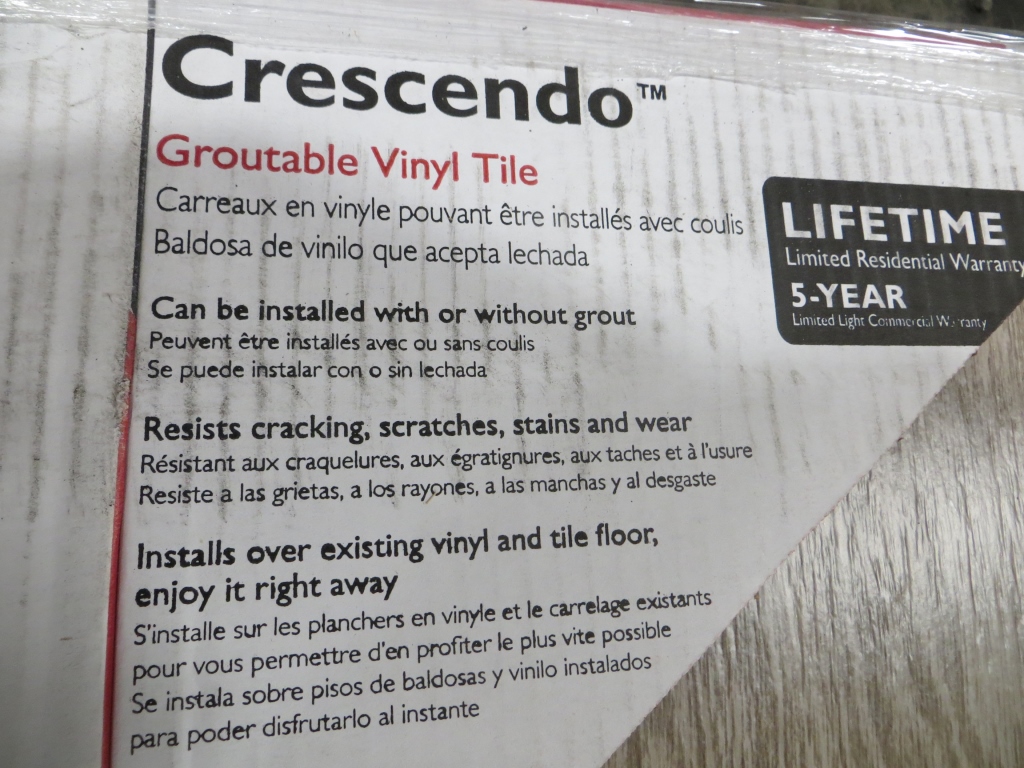 Crescendo™
Groutable Vinyl Tile
Carreaux en vinyle pouvant être installés avec coulis
Baldosa de vinilo que acepta lechada
LIFETIME
Limited Residential Warranty
5-YEAR
Limited Light Commercial Warranty
Can be installed with or without grout
Peuvent être installés avec ou sans coulis
Se puede instalar con o sin lechada
Resists cracking, scratches, stains and wear
Résistant aux craquelures, aux égratignures, aux taches et à l'usure
Resiste a las grietas, a los rayones, a las manchas y al desgaste
Installs over existing vinyl and tile floor,
enjoy it right away
S'installe sur les planchers en vinyle et le carrelage existants
pour vous permettre d'en profiter le plus vite possible
Se instala sobre pisos de baldosas y vinilo instalados
para poder disfrutarlo al instante